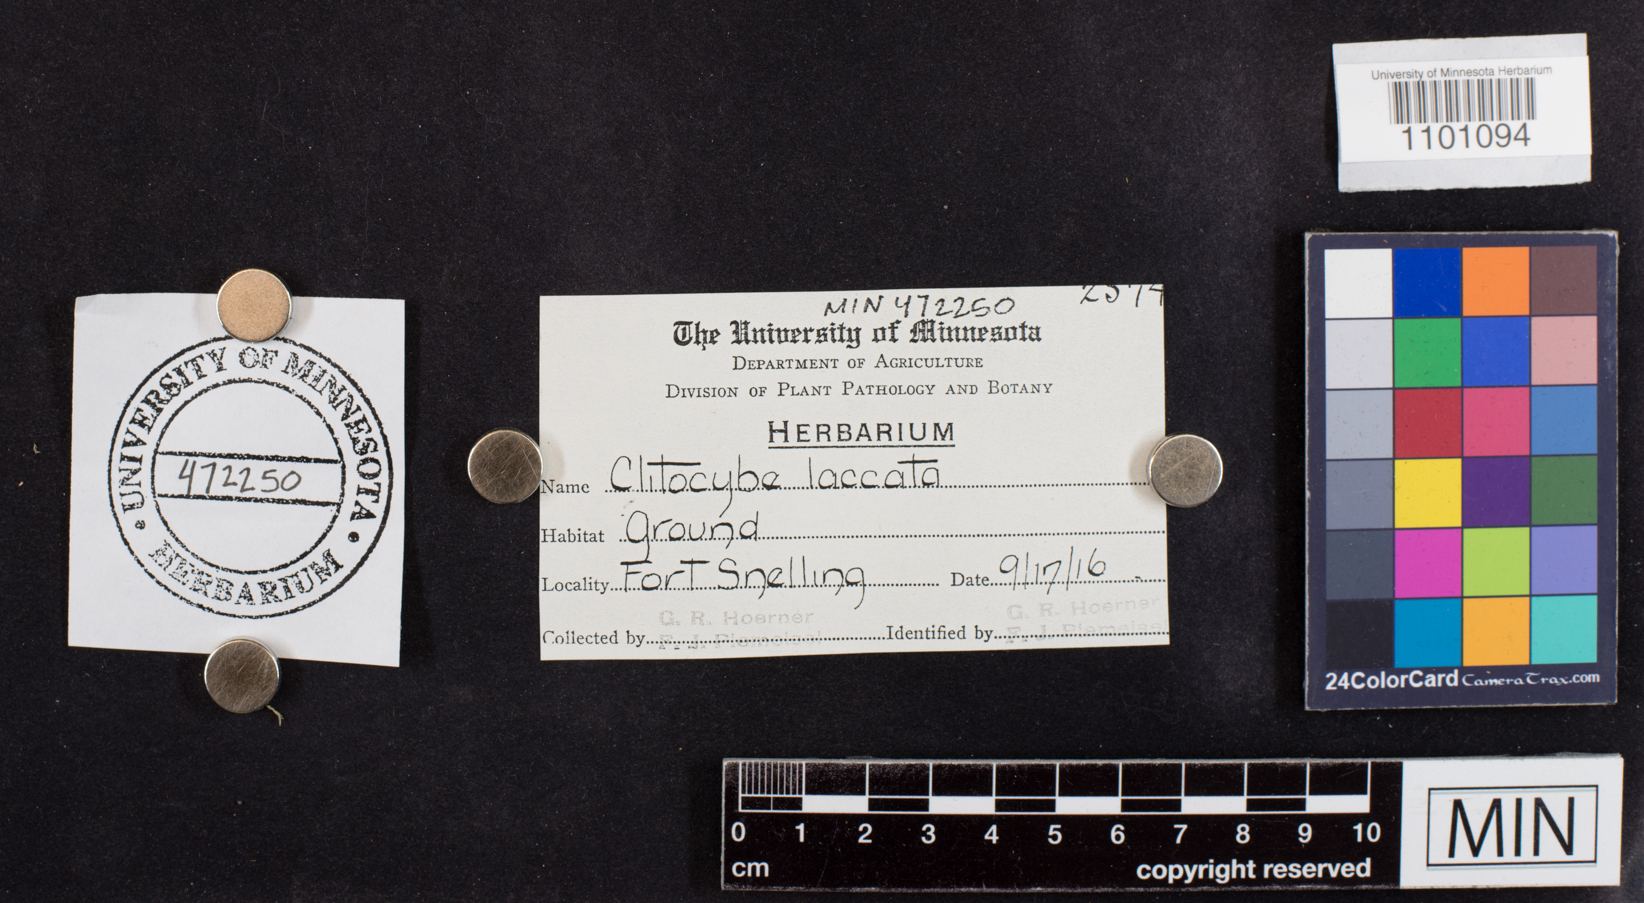 University of Minnesota Herbarium
1101094
UNIVERSITY OF MINNESOTA
472250
HERBARIUM
MIN 472250
The University of Minnesota
DEPARTMENT OF AGRICULTURE
DIVISION OF PLANT PATHOLOGY AND BOTANY
HERBARIUM
Name Clitocybe laccata
Habitat Ground
Locality Fort Snelling Date 9/17/16
G. R. Hoerner G. R. Hoerner
Collected by Identified by
24ColorCard CameraTrax.com
0 1 2 3 4 5 6 7 8 9 10
cm copyright reserved
MIN